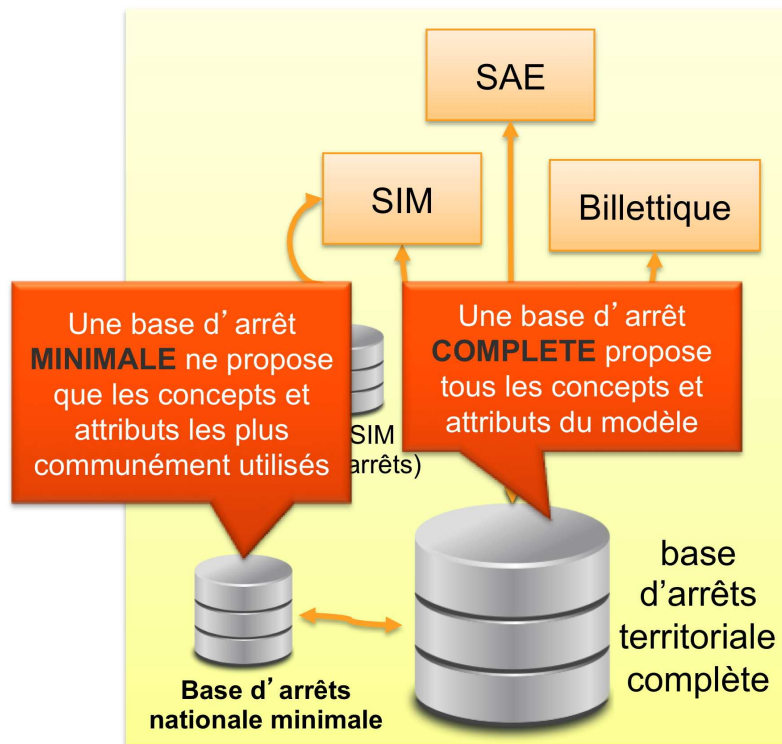 SAE
SIM
Billettique
Une base d’arrêt
MINIMALE ne propose
que les concepts et
attributs les plus
communément utilisés
Une base d’arrêt
COMPLETE propose
tous les concepts et
attributs du modèle
SIM
arrêts)
base
d’arrêts
territoriale
complète
Base d’arrêts
nationale minimale